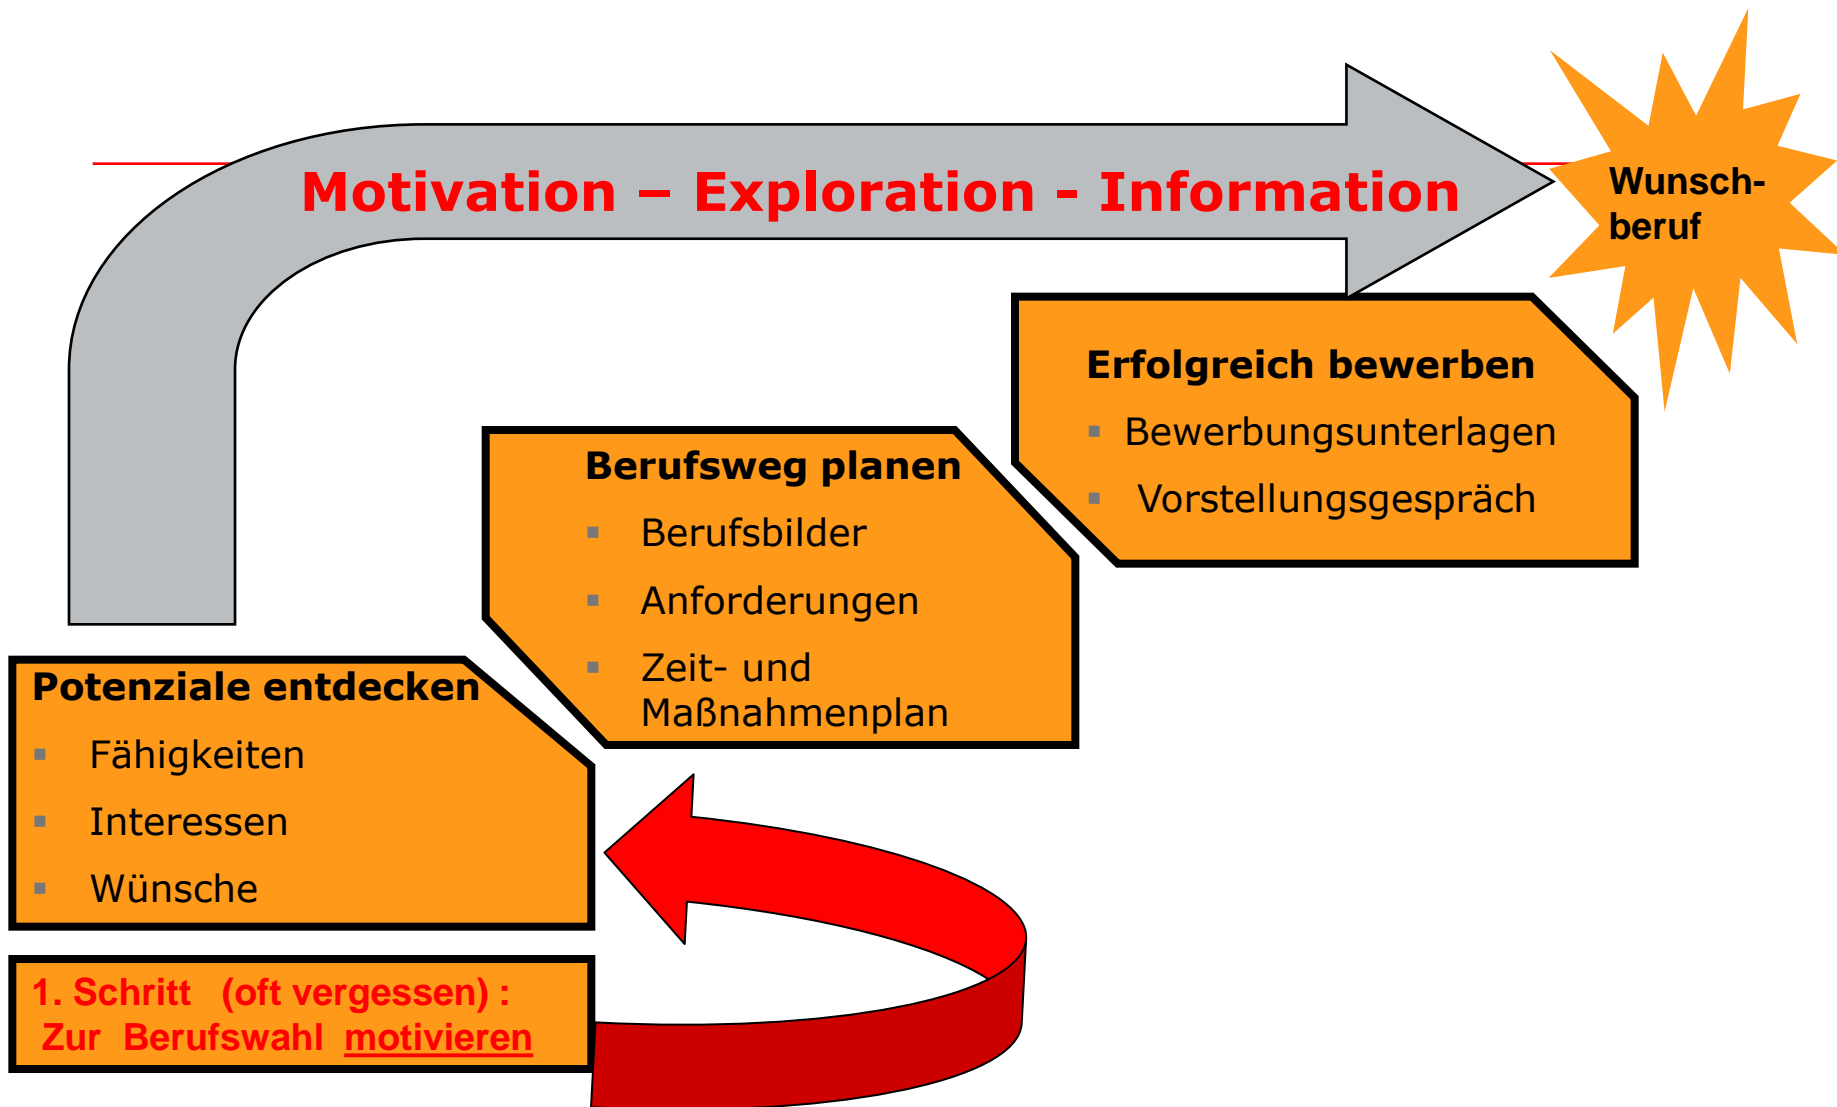 Motivation – Exploration - Information
Wunsch-
beruf
Erfolgreich bewerben
▪ Bewerbungsunterlagen
▪ Vorstellungsgespräch
Berufsweg planen
▪ Berufsbilder
▪ Anforderungen
▪ Zeit- und
Maßnahmenplan
Potenziale entdecken
▪ Fähigkeiten
▪ Interessen
▪ Wünsche
1. Schritt (oft vergessen) :
Zur Berufswahl motivieren